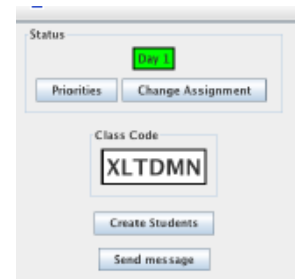 Status
Day 1
Priorities Change Assignment
Class Code
XLTDMN
Create Students
Send message